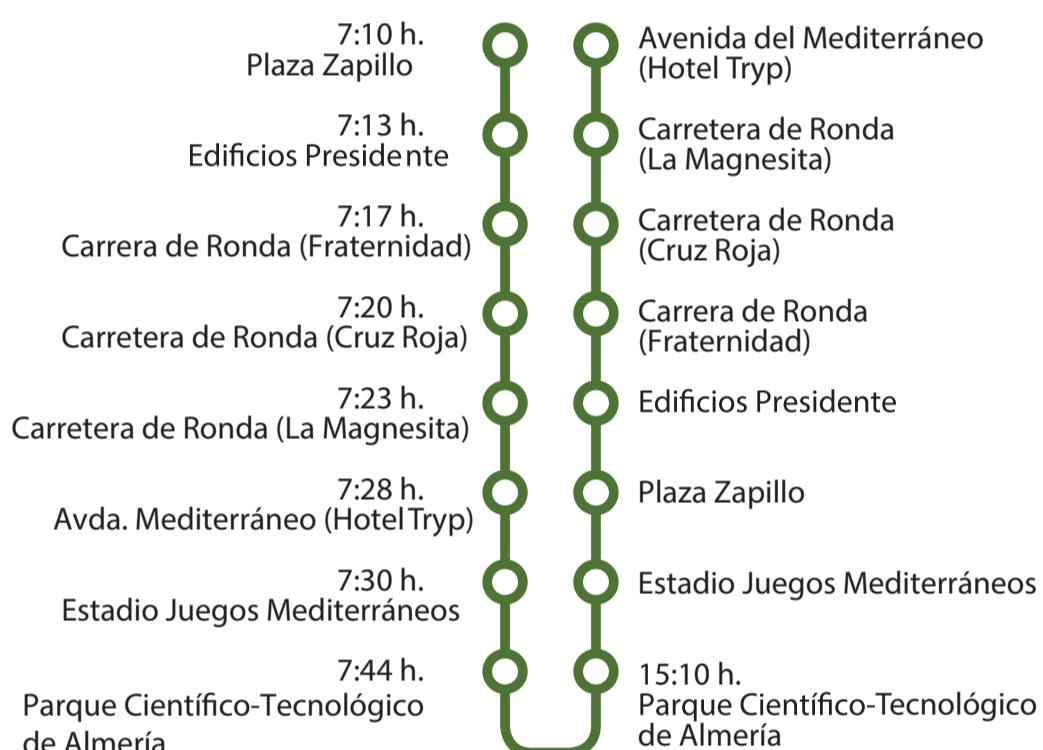 7:10 h.
Plaza Zapillo
7:13 h.
Edificios Presidente
7:17 h.
Carrera de Ronda (Fraternidad)
7:20 h.
Carretera de Ronda (Cruz Roja)
7:23 h.
Carretera de Ronda (La Magnesita)
7:28 h.
Avda. Mediterráneo (Hotel Tryp)
7:30 h.
Estadio Juegos Mediterráneos
7:44 h.
Parque Científico-Tecnológico
de Almería
Avenida del Mediterráneo
(Hotel Tryp)
Carretera de Ronda
(La Magnesita)
Carretera de Ronda
(Cruz Roja)
Carrera de Ronda
(Fraternidad)
Edificios Presidente
Plaza Zapillo
Estadio Juegos Mediterráneos
15:10 h.
Parque Científico-Tecnológico
de Almería